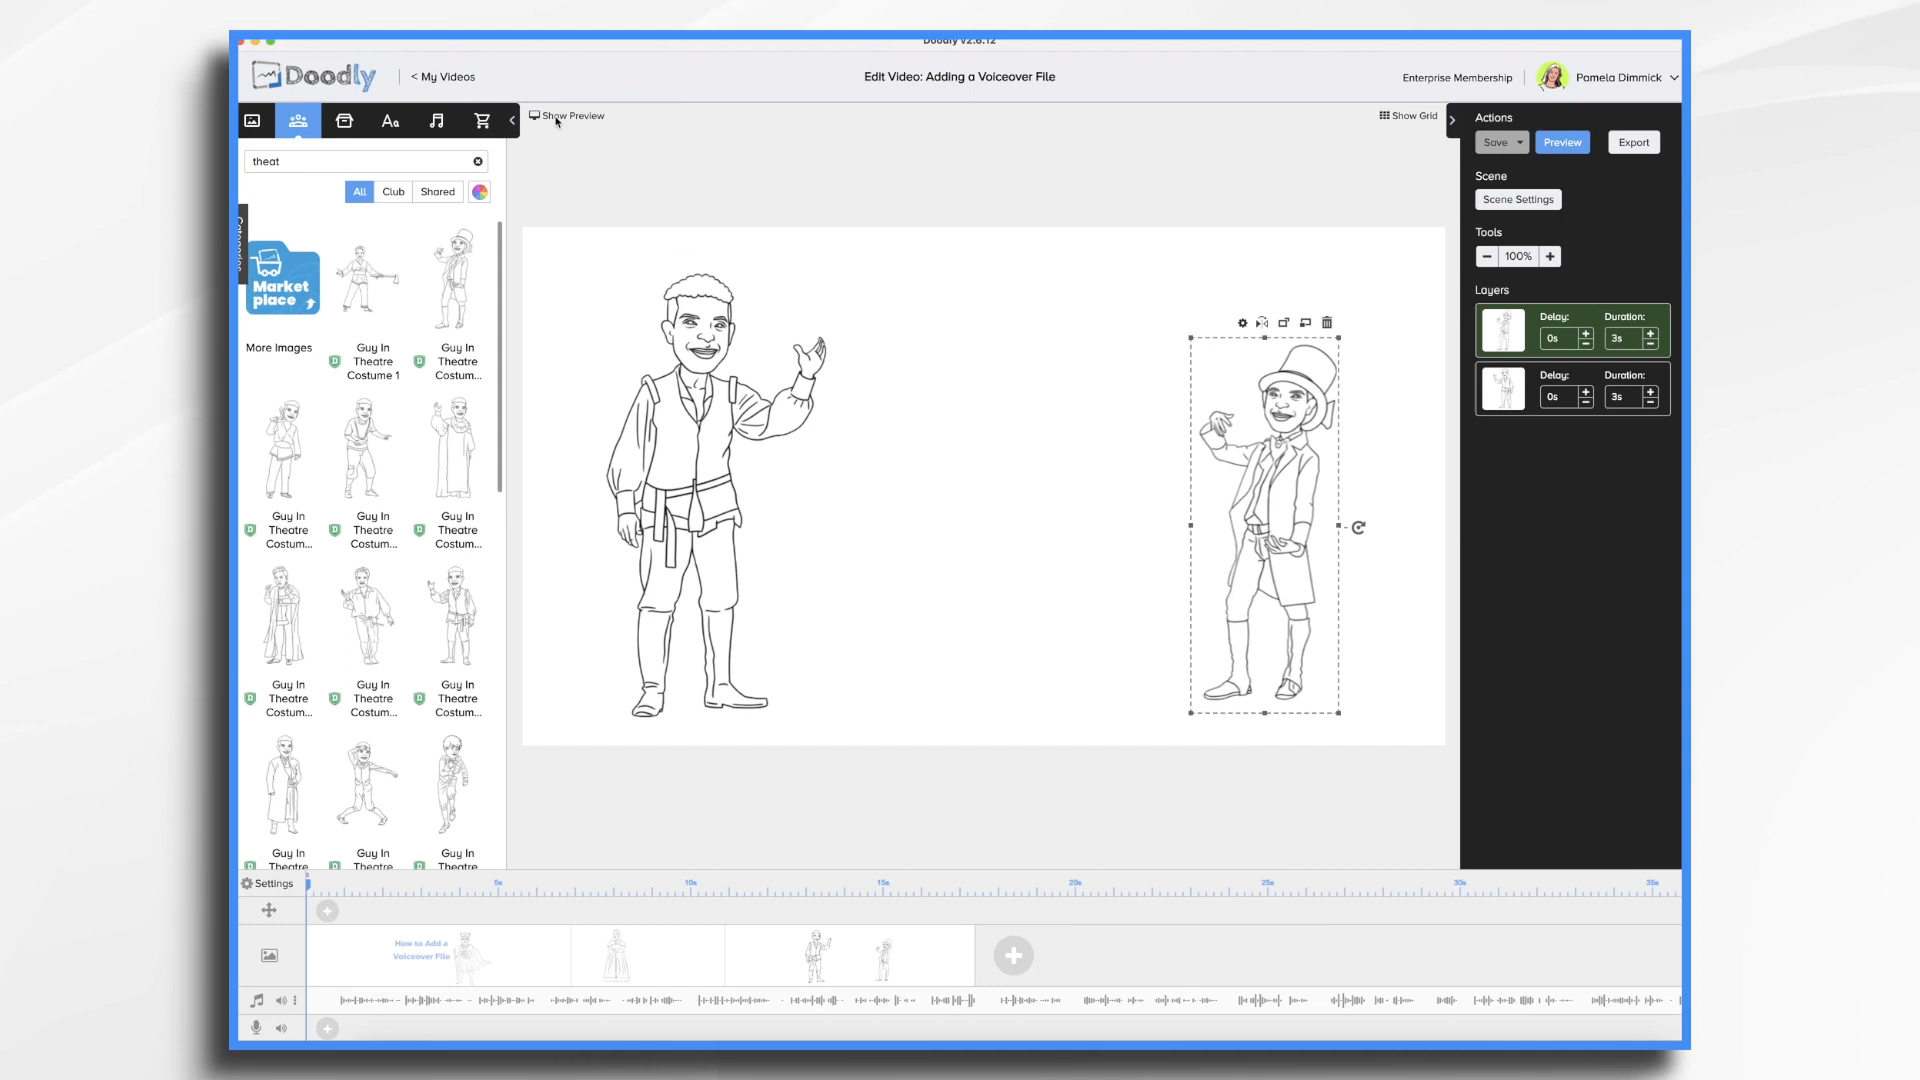 Doodly v2.6.12
Doodly
< My Videos
Edit Video: Adding a Voiceover File
Enterprise Membership
Pamela Dimmick
Show Preview
Show Grid
Actions
Save
Preview
Export
theat
All
Club
Shared
Scene
Scene Settings
Tools
100%
Layers
Delay:
Duration:
0s
3s
Delay:
Duration:
0s
3s
Categories
Market
place
More Images
Guy In
Theatre
Costume 1
Guy In
Theatre
Costum...
Guy In
Theatre
Costum...
Guy In
Theatre
Costum...
Guy In
Theatre
Costum...
Guy In
Theatre
Costum...
Guy In
Theatre
Costum...
Guy In
Theatre
Costum...
Guy In
Theatre
Guy In
Theatre
Guy In
Theatre
Settings
5s
10s
15s
20s
25s
30s
35s
How to Add a
Voiceover File